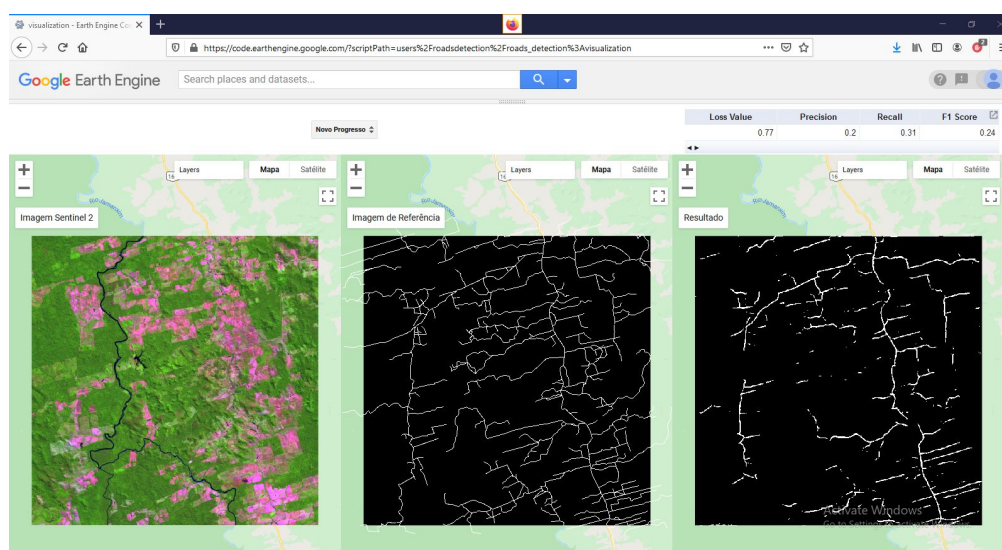 visualization - Earth Engine Co
https://code.earthengine.google.com/?scriptPath=users%2Froadsdetection%2Froads_detection%3Avisualization
2
Google Earth Engine
Search places and datasets...
Novo Progresso
Loss Value Precision Recall F1 Score
0.77 0.2 0.31 0.24
Layers Mapa Satélite
Layers Mapa Satélite
Layers Mapa Satélite
Imagem Sentinel 2
Imagem de Referência
Resultado
Activate Windows